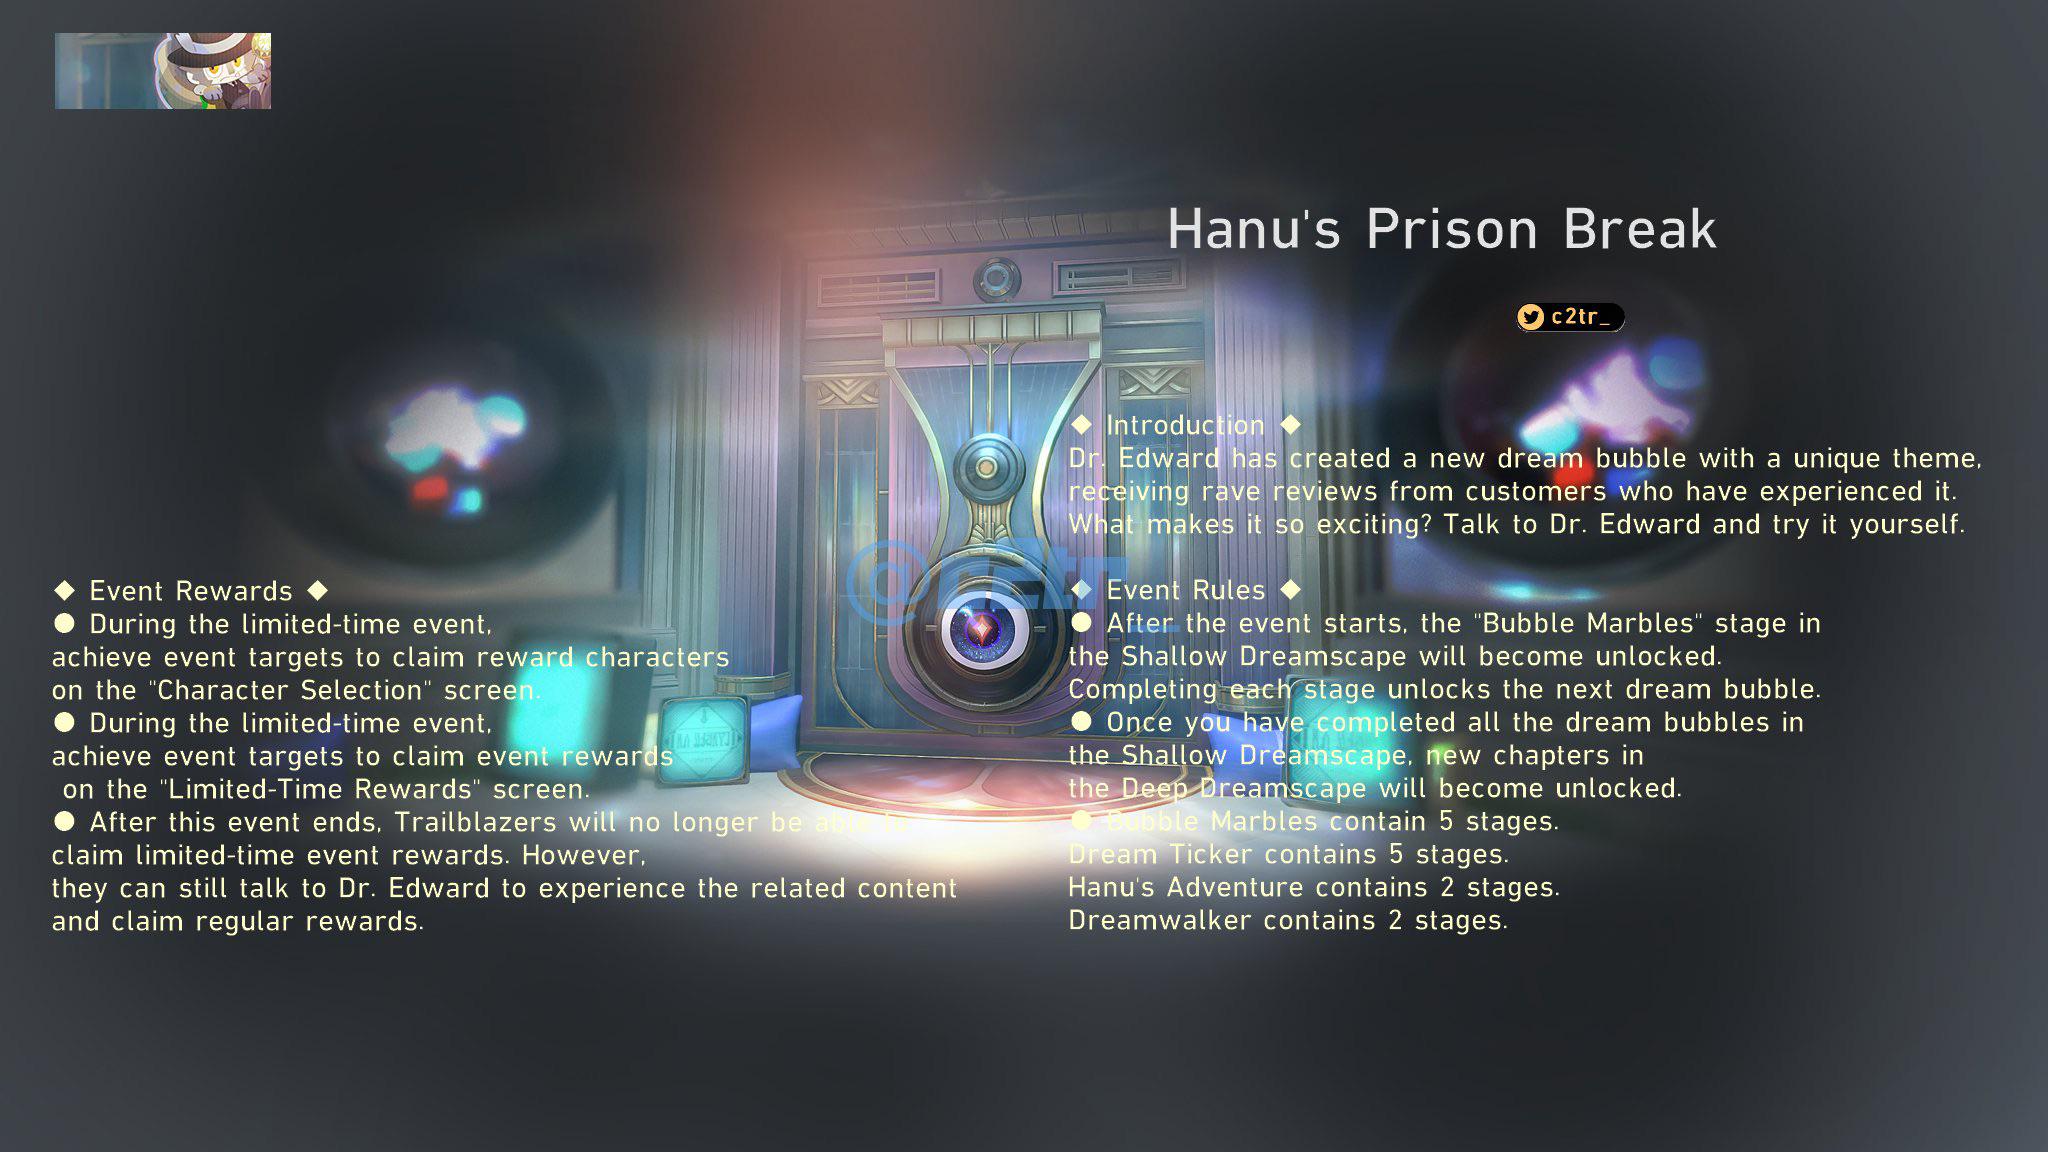 Hanu's Prison Break
c2tr_
◆ Introduction ◆
Dr. Edward has created a new dream bubble with a unique theme,
receiving rave reviews from customers who have experienced it.
What makes it so exciting? Talk to Dr. Edward and try it yourself.
◆ Event Rules ◆
● After the event starts, the "Bubble Marbles" stage in
the Shallow Dreamscape will become unlocked.
Completing each stage unlocks the next dream bubble.
● Once you have completed all the dream bubbles in
the Shallow Dreamscape, new chapters in
the Deep Dreamscape will become unlocked.
● Bubble Marbles contain 5 stages.
Dream Ticker contains 5 stages.
Hanu's Adventure contains 2 stages.
Dreamwalker contains 2 stages.
◆ Event Rewards ◆
● During the limited-time event,
achieve event targets to claim reward characters
on the "Character Selection" screen.
● During the limited-time event,
achieve event targets to claim event rewards
on the "Limited-Time Rewards" screen.
● After this event ends, Trailblazers will no longer be able to
claim limited-time event rewards. However,
they can still talk to Dr. Edward to experience the related content
and claim regular rewards.
@c2tr_